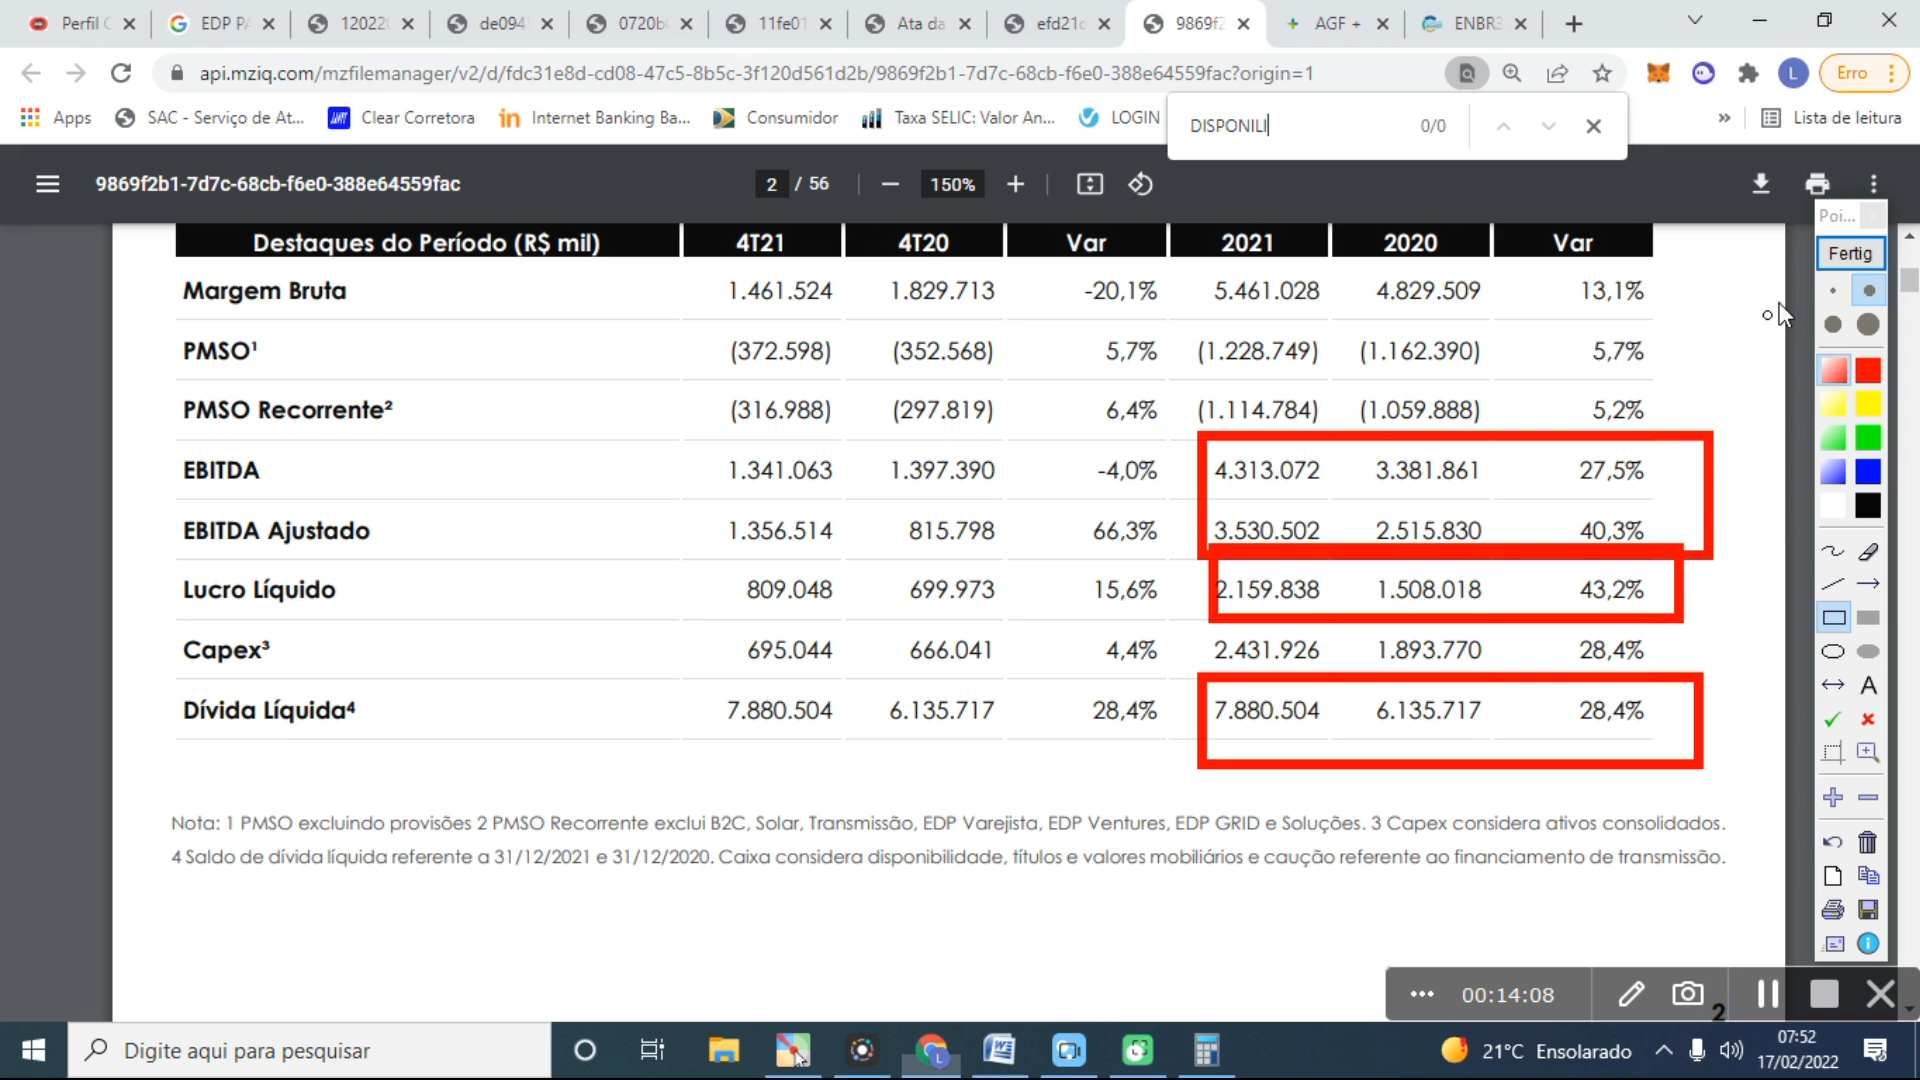 Perfil C
EDP PA
12022
de094
0720b
11fe01
Ata da
efd21c
9869f2
AGF +
ENBR3
api.mziq.com/mzfilemanager/v2/d/fdc31e8d-cd08-47c5-8b5c-3f120d561d2b/9869f2b1-7d7c-68cb-f6e0-388e64559fac?origin=1
L
Erro
Apps
SAC - Serviço de At...
Clear Corretora
Internet Banking Ba...
Consumidor
Taxa SELIC: Valor An...
LOGIN
DISPONILI
0/0
»
Lista de leitura
9869f2b1-7d7c-68cb-f6e0-388e64559fac
2 / 56
150%
Poi...
Fertig
Destaques do Período (R$ mil) 4T21 4T20 Var 2021 2020 Var
Margem Bruta 1.461.524 1.829.713 -20,1% 5.461.028 4.829.509 13,1%
PMSO¹ (372.598) (352.568) 5,7% (1.228.749) (1.162.390) 5,7%
PMSO Recorrente² (316.988) (297.819) 6,4% (1.114.784) (1.059.888) 5,2%
EBITDA 1.341.063 1.397.390 -4,0% 4.313.072 3.381.861 27,5%
EBITDA Ajustado 1.356.514 815.798 66,3% 3.530.502 2.515.830 40,3%
Lucro Líquido 809.048 699.973 15,6% 2.159.838 1.508.018 43,2%
Capex³ 695.044 666.041 4,4% 2.431.926 1.893.770 28,4%
Dívida Líquida⁴ 7.880.504 6.135.717 28,4% 7.880.504 6.135.717 28,4%
A
Nota: 1 PMSO excluindo provisões 2 PMSO Recorrente exclui B2C, Solar, Transmissão, EDP Varejista, EDP Ventures, EDP GRID e Soluções. 3 Capex considera ativos consolidados.
4 Saldo de dívida líquida referente a 31/12/2021 e 31/12/2020. Caixa considera disponibilidade, títulos e valores mobiliários e caução referente ao financiamento de transmissão.
00:14:08
2
Digite aqui para pesquisar
21°C Ensolarado
07:52
17/02/2022